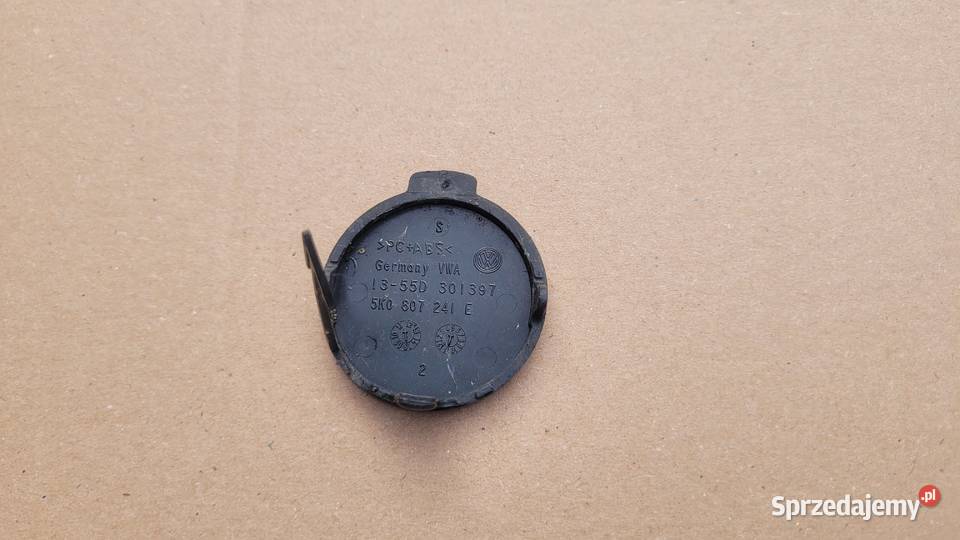 S
>PC+ABS<
Germany VWA
13-55D 301397
5K0 807 241 E
2
Sprzedajemy.pl